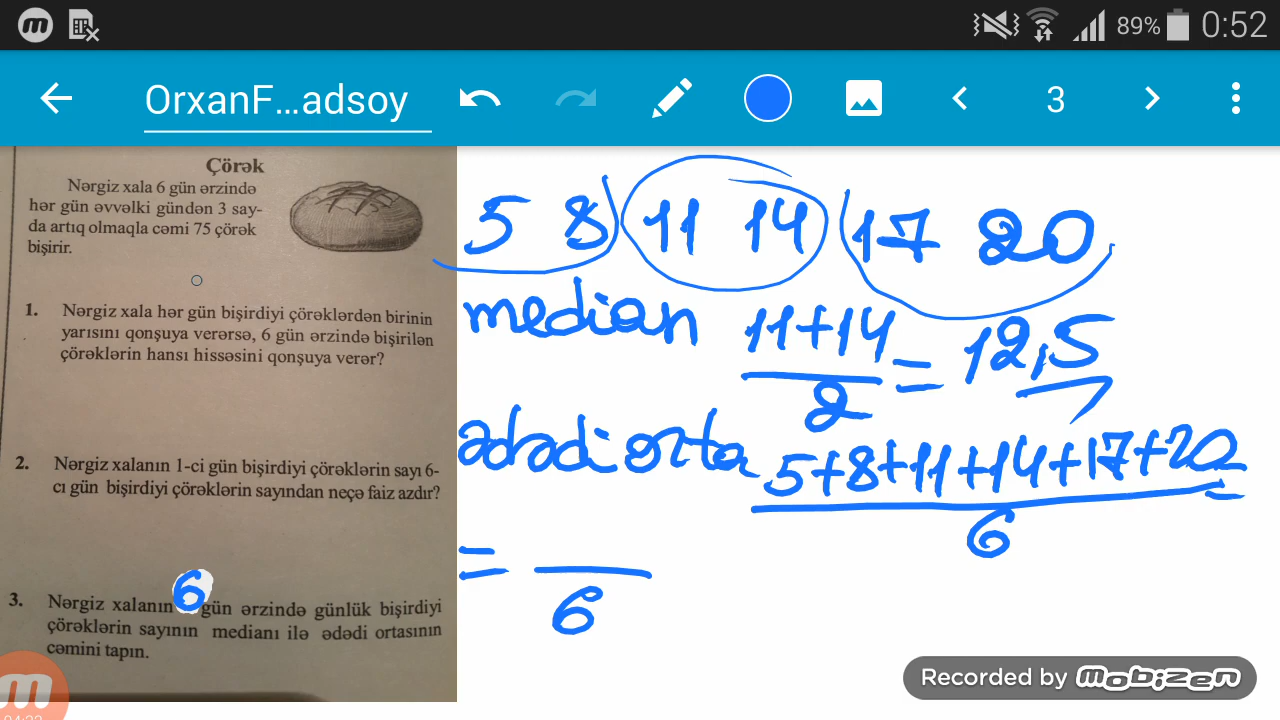 89% 0:52
OrxanF...adsoy 3
Çörək
Nərgiz xala 6 gün ərzində
hər gün əvvəlki gündən 3 say-
da artıq olmaqla cəmi 75 çörək
bişirir.
1. Nərgiz xala hər gün bişirdiyi çörəklərdən birinin
yarısını qonşuya verərsə, 6 gün ərzində bişirilən
çörəklərin hansı hissəsini qonşuya verər?
2. Nərgiz xalanın 1-ci gün bişirdiyi çörəklərin sayı 6-
cı gün bişirdiyi çörəklərin sayından neçə faiz azdır?
3. Nərgiz xalanın 6 gün ərzində günlük bişirdiyi
çörəklərin sayının medianı ilə ədədi ortasının
cəmini tapın.
5 8 11 14 17 20
median 11+14 / 2 = 12,5
ədədi orta 5+8+11+14+17+20 / 6 =
= / 6
Recorded by mobizen